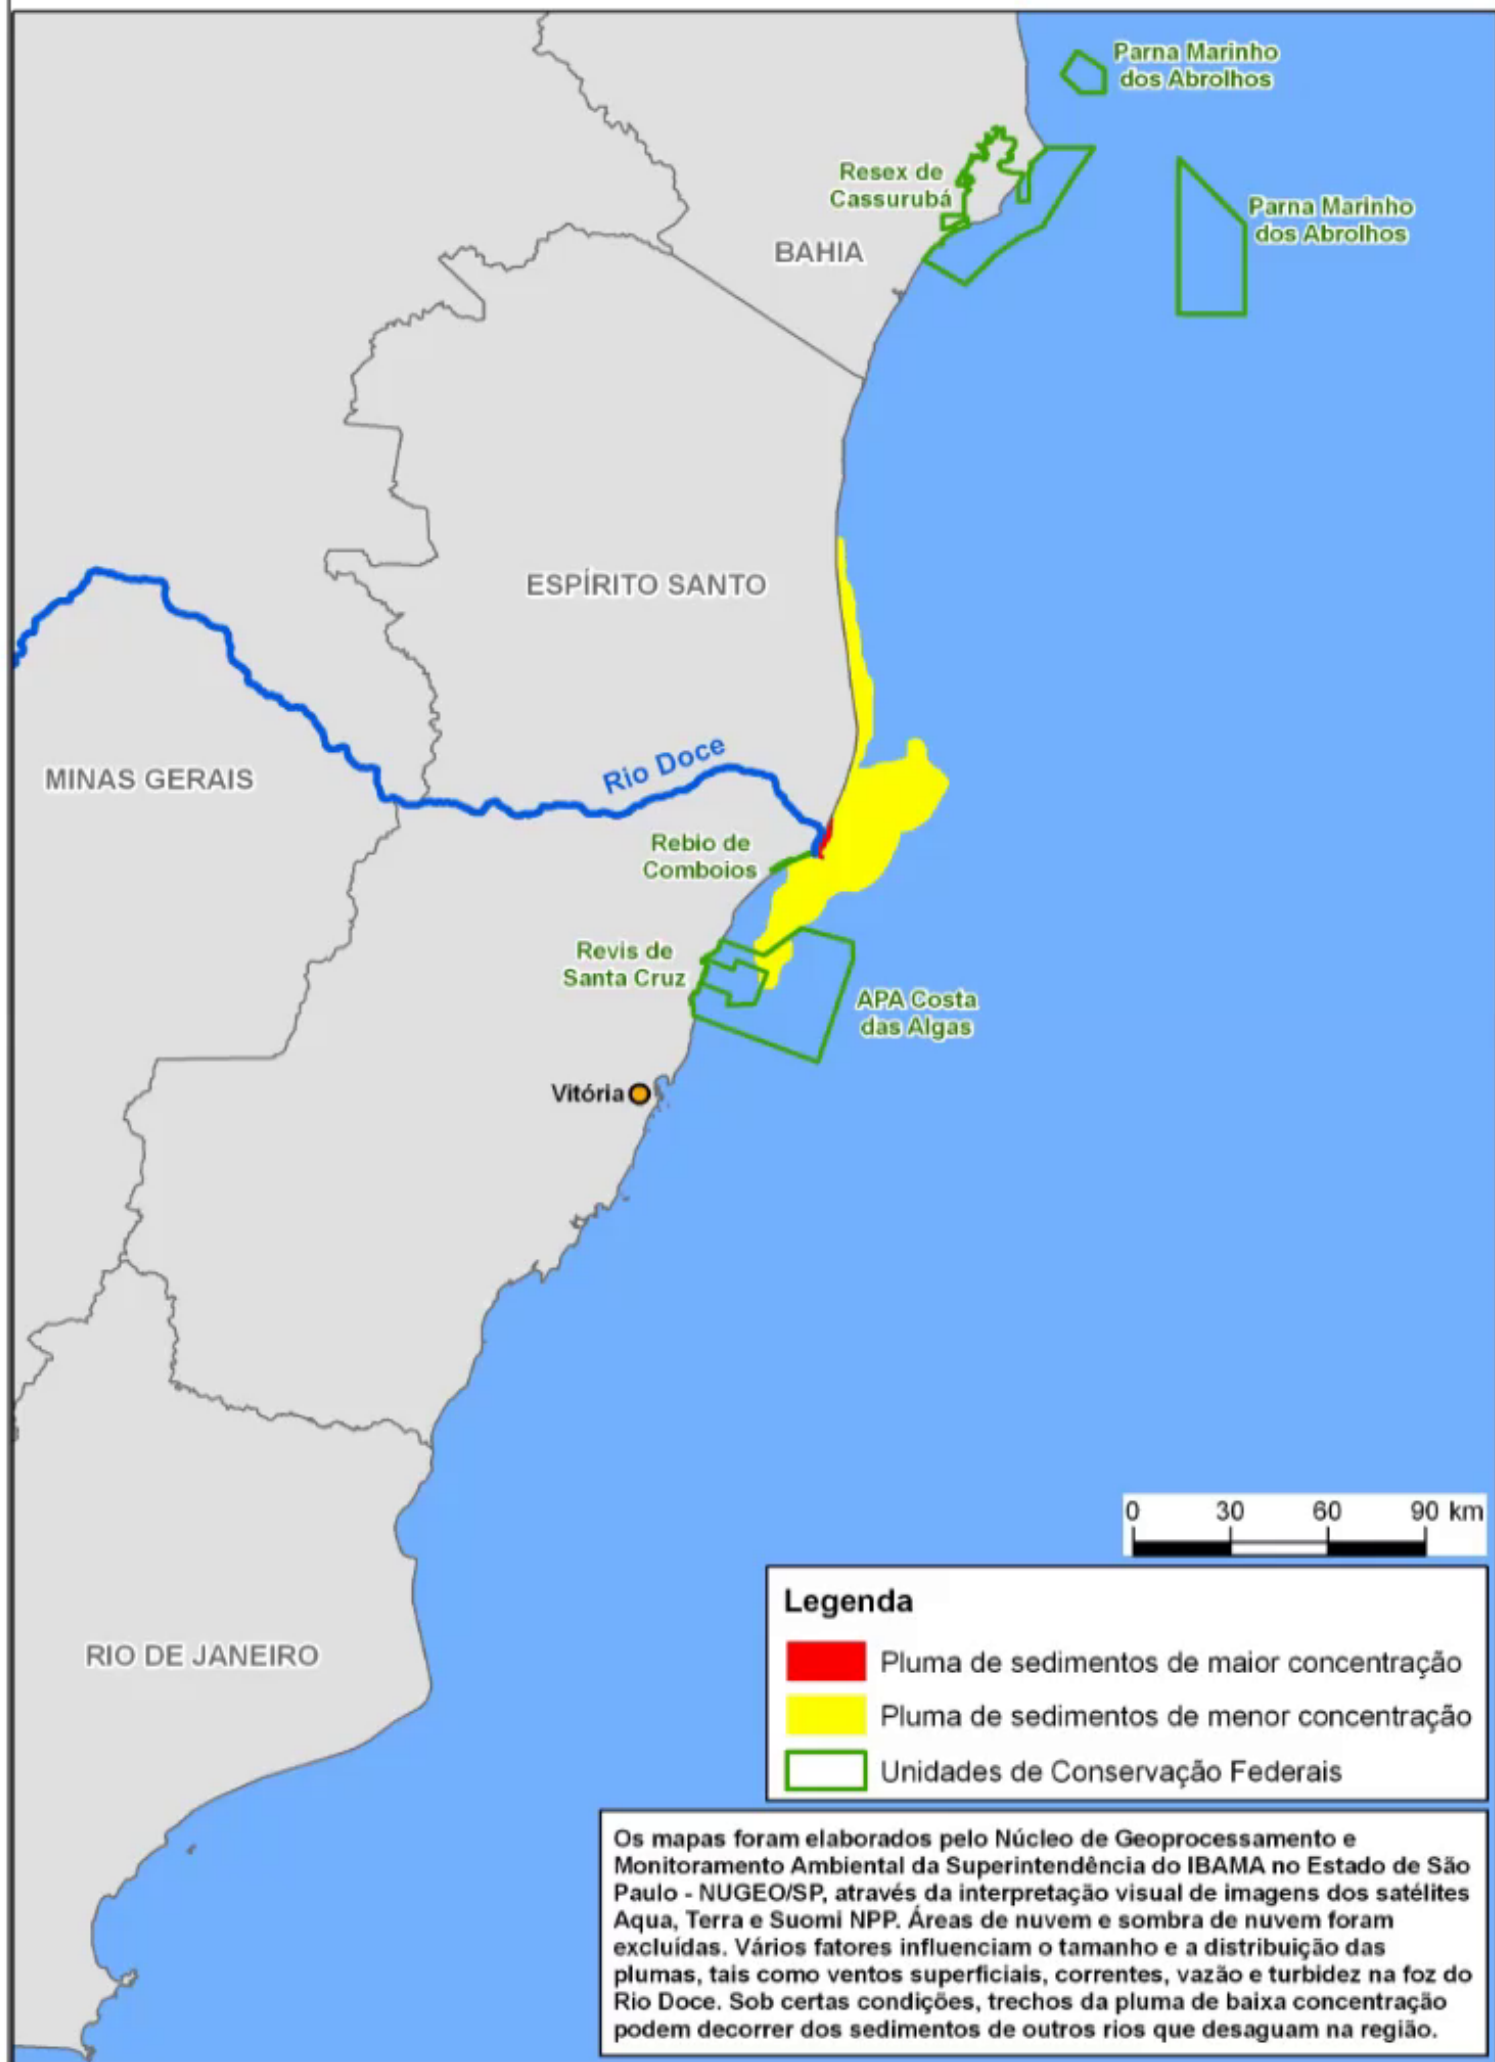 Parna Marinho
dos Abrolhos
Resex de
Cassurubá
Parna Marinho
dos Abrolhos
BAHIA
ESPÍRITO SANTO
MINAS GERAIS
Rio Doce
Rebio de
Comboios
Revis de
Santa Cruz
APA Costa
das Algas
Vitória
RIO DE JANEIRO
0 30 60 90 km
Legenda
Pluma de sedimentos de maior concentração
Pluma de sedimentos de menor concentração
Unidades de Conservação Federais
Os mapas foram elaborados pelo Núcleo de Geoprocessamento e
Monitoramento Ambiental da Superintendência do IBAMA no Estado de São
Paulo - NUGEO/SP, através da interpretação visual de imagens dos satélites
Aqua, Terra e Suomi NPP. Áreas de nuvem e sombra de nuvem foram
excluídas. Vários fatores influenciam o tamanho e a distribuição das
plumas, tais como ventos superficiais, correntes, vazão e turbidez na foz do
Rio Doce. Sob certas condições, trechos da pluma de baixa concentração
podem decorrer dos sedimentos de outros rios que desaguam na região.